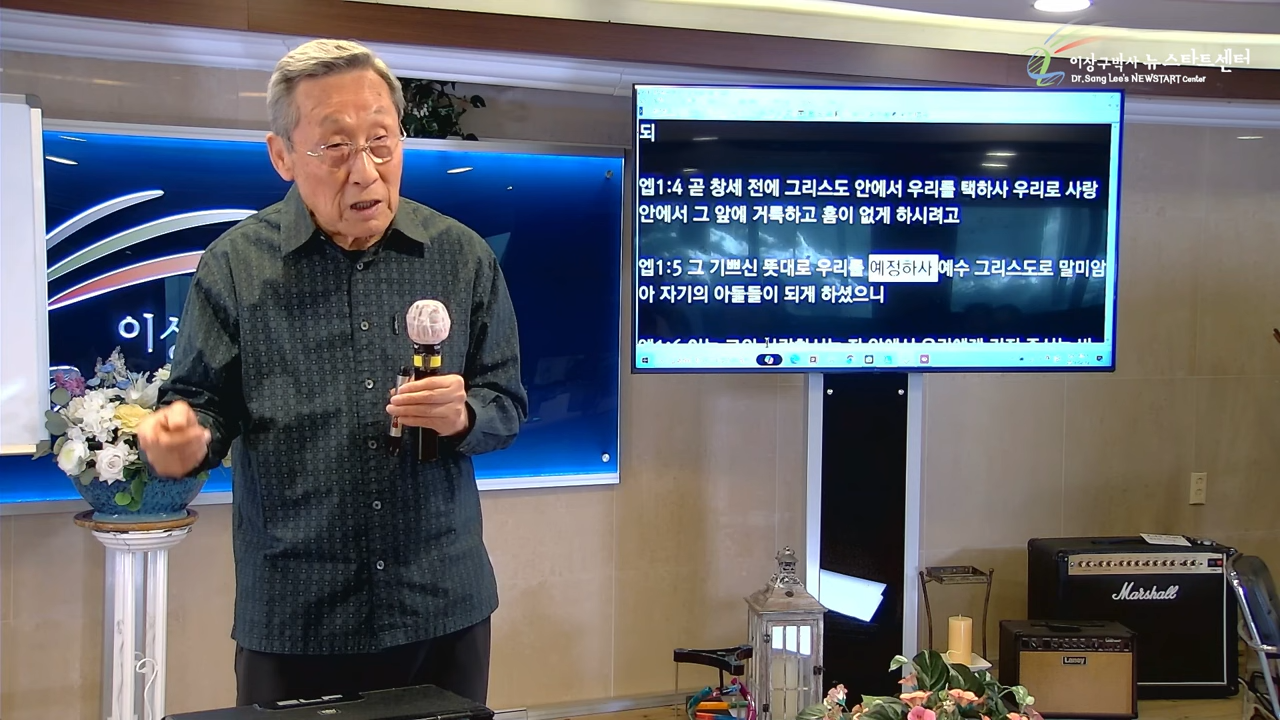 이상구박사 뉴스타트센터
Dr. Sang Lee's NEWSTART Center
되
엡1:4 곧 창세 전에 그리스도 안에서 우리를 택하사 우리로 사랑
안에서 그 앞에 거룩하고 흠이 없게 하시려고
엡1:5 그 기쁘신 뜻대로 우리를 예정하사 예수 그리스도로 말미암
아 자기의 아들들이 되게 하셨으니
이상
Marshall
Laney